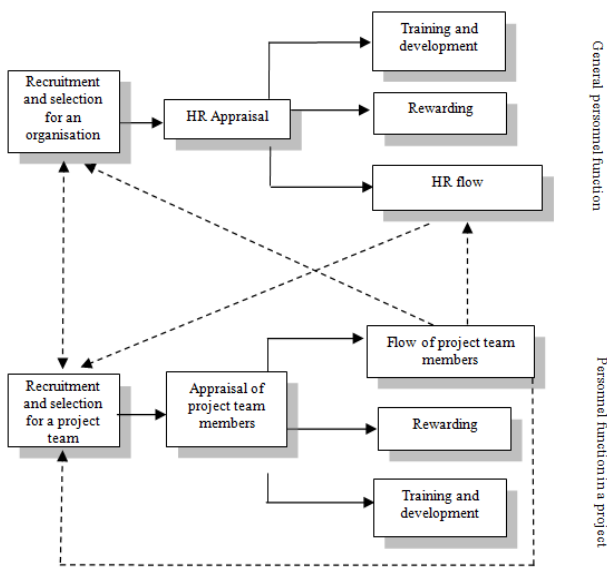 Training and
development
Recruitment
and selection
for an
organisation
HR Appraisal
Rewarding
HR flow
General personnel function
Flow of project team
members
Recruitment
and selection
for a project
team
Appraisal of
project team
members
Rewarding
Training and
development
Personnel function in a project